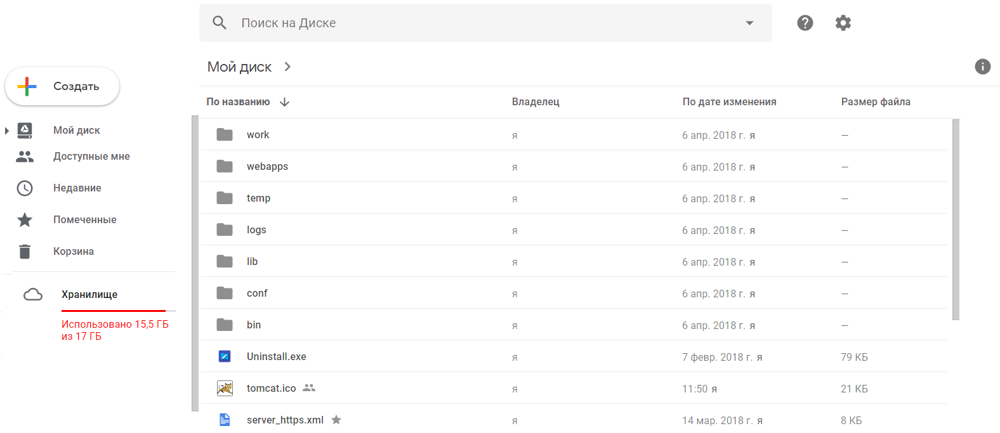 Поиск на Диске
Мой диск
Создать
По названию Владелец По дате изменения Размер файла
Мой диск
Доступные мне
Недавние
Помеченные
Корзина
Хранилище
Использовано 15,5 ГБ
из 17 ГБ
work я 6 апр. 2018 г. я —
webapps я 6 апр. 2018 г. я —
temp я 6 апр. 2018 г. я —
logs я 6 апр. 2018 г. я —
lib я 6 апр. 2018 г. я —
conf я 6 апр. 2018 г. я —
bin я 6 апр. 2018 г. я —
Uninstall.exe я 7 февр. 2018 г. я 79 КБ
tomcat.ico я 11:50 я 21 КБ
server_https.xml я 14 мар. 2018 г. я 8 КБ